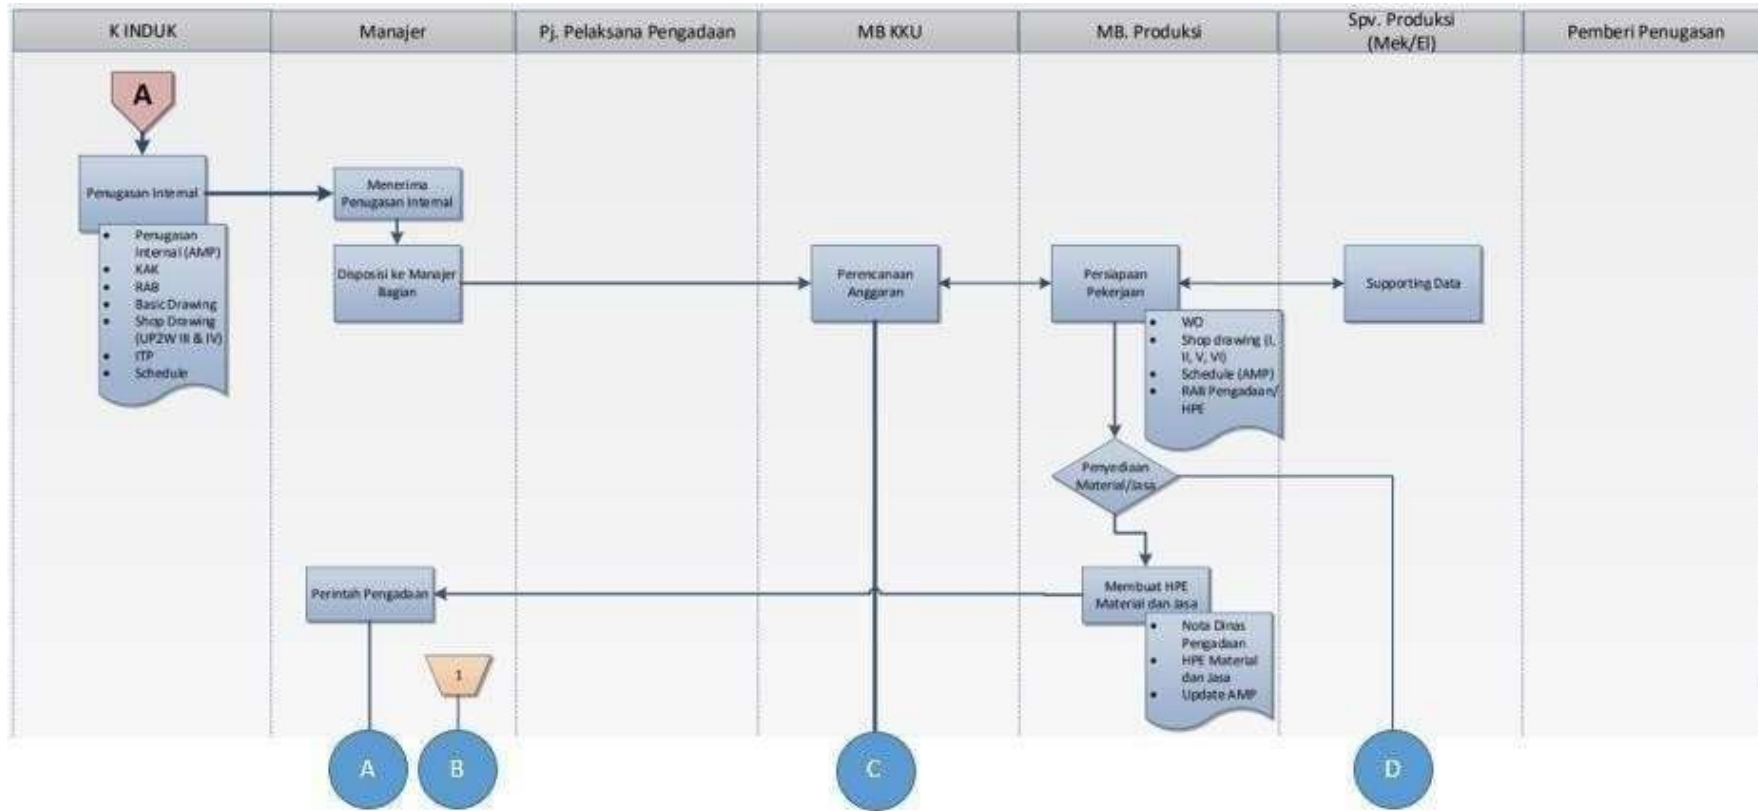 K INDUK
Manajer
Pj. Pelaksana Pengadaan
MB KKU
MB. Produksi
Spv. Produksi
(Mek/El)
Pemberi Penugasan
A
Penugasan Internal
• Penugasan
Internal (AMP)
• KAK
• RAB
• Basic Drawing
• Shop Drawing
(UP2W III & IV)
• ITP
• Schedule
Menerima
Penugasan Internal
Disposisi ke Manajer
Bagian
Perencanaan
Anggaran
Persiapaan
Pekerjaan
• WO
• Shop drawing (I,
II, V, VI)
• Schedule (AMP)
• RAB Pengadaan/
HPE
Supporting Data
Penyediaan
Material/Jasa
Perintah Pengadaan
Membuat HPE
Material dan Jasa
• Nota Dinas
Pengadaan
• HPE Material
dan Jasa
• Update AMP
1
A
B
C
D